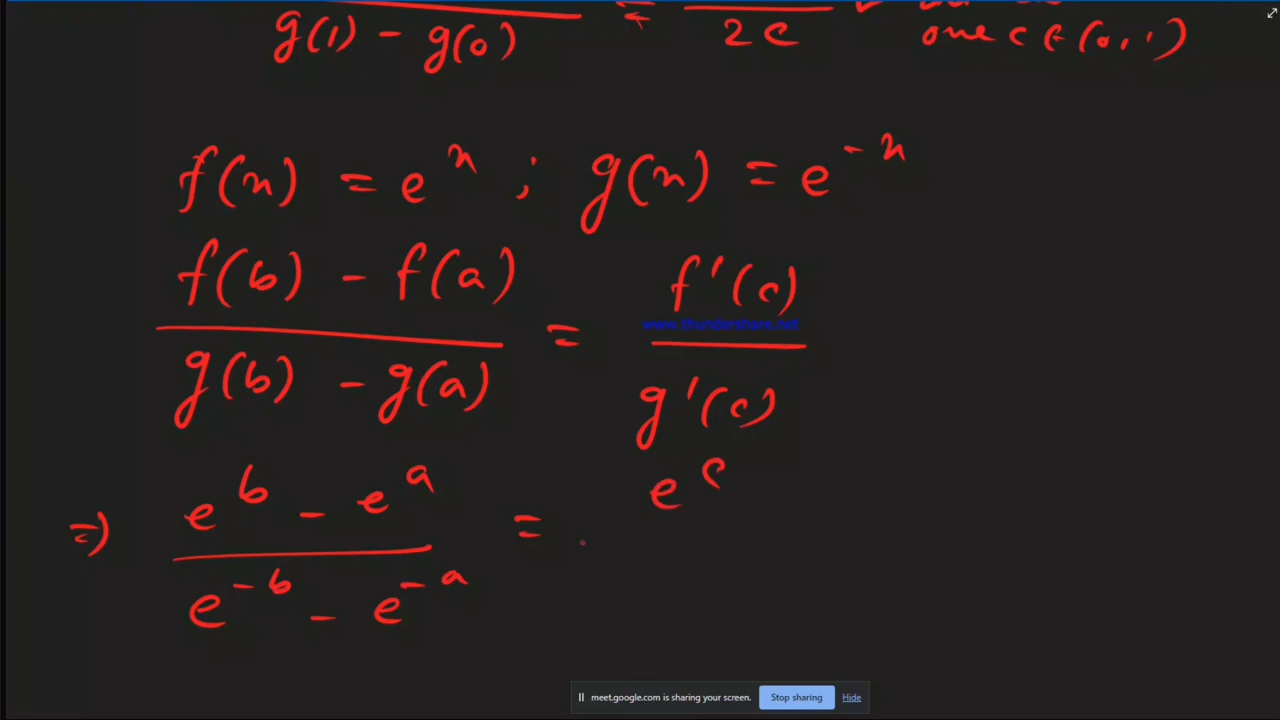 g(1) - g(0) = 2c one c ∈ (0, 1)
f(x) = e^x ; g(x) = e^-x
f(b) - f(a) / g(b) - g(a) = f'(c) / g'(c)
www.thundershare.net
=> e^b - e^a / e^-b - e^-a = e^c
meet.google.com is sharing your screen. Stop sharing Hide